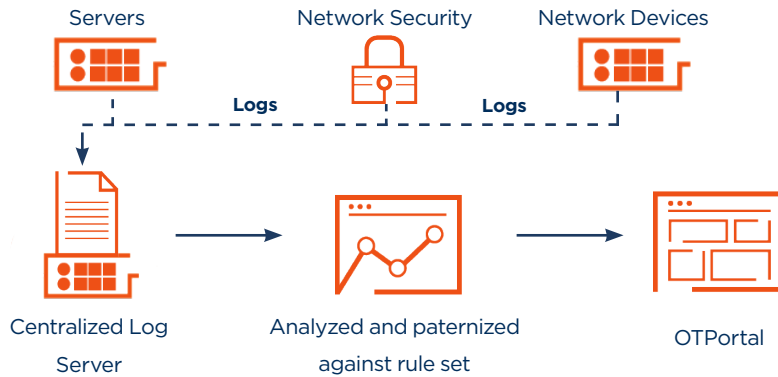 Servers
Network Security
Network Devices
Logs
Logs
Centralized Log
Server
Analyzed and paternized
against rule set
OTPortal